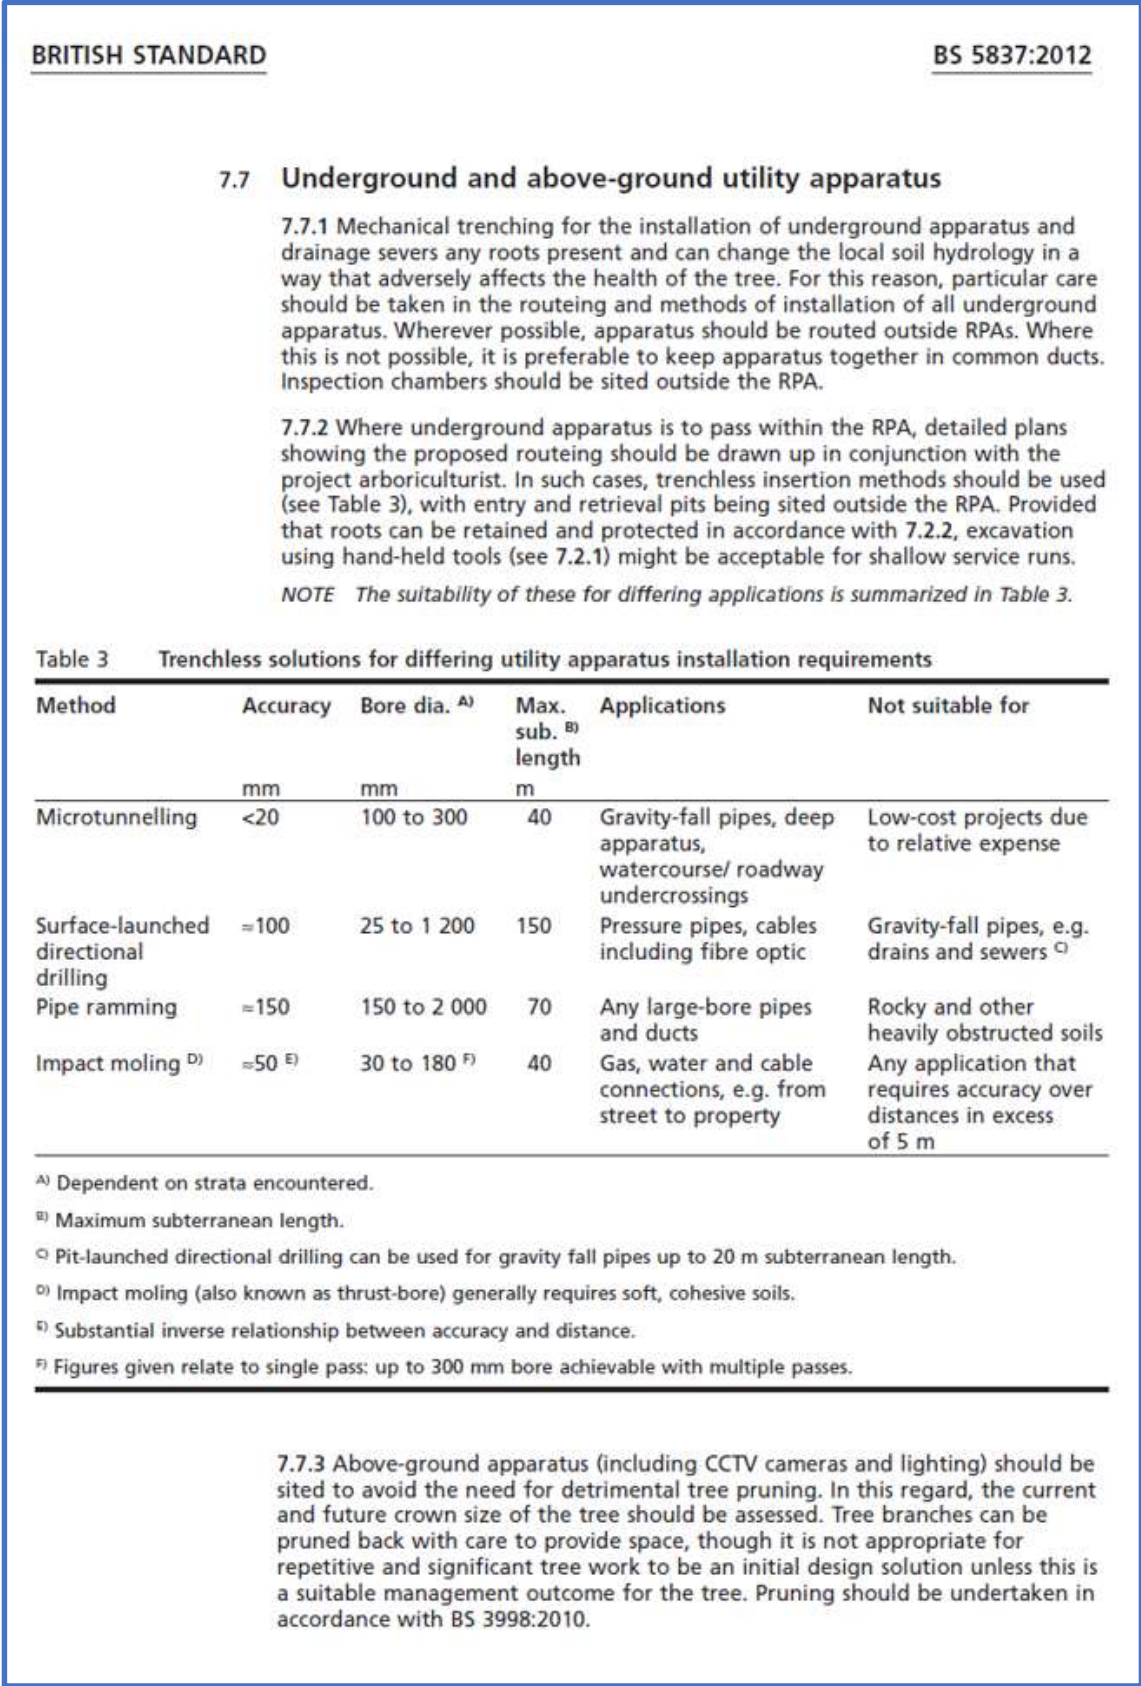 BRITISH STANDARD BS 5837:2012
7.7 Underground and above-ground utility apparatus
7.7.1 Mechanical trenching for the installation of underground apparatus and
drainage severs any roots present and can change the local soil hydrology in a
way that adversely affects the health of the tree. For this reason, particular care
should be taken in the routeing and methods of installation of all underground
apparatus. Wherever possible, apparatus should be routed outside RPAs. Where
this is not possible, it is preferable to keep apparatus together in common ducts.
Inspection chambers should be sited outside the RPA.
7.7.2 Where underground apparatus is to pass within the RPA, detailed plans
showing the proposed routeing should be drawn up in conjunction with the
project arboriculturist. In such cases, trenchless insertion methods should be used
(see Table 3), with entry and retrieval pits being sited outside the RPA. Provided
that roots can be retained and protected in accordance with 7.2.2, excavation
using hand-held tools (see 7.2.1) might be acceptable for shallow service runs.
NOTE The suitability of these for differing applications is summarized in Table 3.
Table 3 Trenchless solutions for differing utility apparatus installation requirements
Method Accuracy Bore dia. A) Max. Applications Not suitable for
sub. B)
length
mm mm m
Microtunnelling <20 100 to 300 40 Gravity-fall pipes, deep Low-cost projects due
apparatus, to relative expense
watercourse/ roadway
undercrossings
Surface-launched ≈100 25 to 1 200 150 Pressure pipes, cables Gravity-fall pipes, e.g.
directional including fibre optic drains and sewers C)
drilling
Pipe ramming ≈150 150 to 2 000 70 Any large-bore pipes Rocky and other
and ducts heavily obstructed soils
Impact moling D) ≈50 E) 30 to 180 F) 40 Gas, water and cable Any application that
connections, e.g. from requires accuracy over
street to property distances in excess
of 5 m
A) Dependent on strata encountered.
B) Maximum subterranean length.
C) Pit-launched directional drilling can be used for gravity fall pipes up to 20 m subterranean length.
D) Impact moling (also known as thrust-bore) generally requires soft, cohesive soils.
E) Substantial inverse relationship between accuracy and distance.
F) Figures given relate to single pass: up to 300 mm bore achievable with multiple passes.
7.7.3 Above-ground apparatus (including CCTV cameras and lighting) should be
sited to avoid the need for detrimental tree pruning. In this regard, the current
and future crown size of the tree should be assessed. Tree branches can be
pruned back with care to provide space, though it is not appropriate for
repetitive and significant tree work to be an initial design solution unless this is
a suitable management outcome for the tree. Pruning should be undertaken in
accordance with BS 3998:2010.